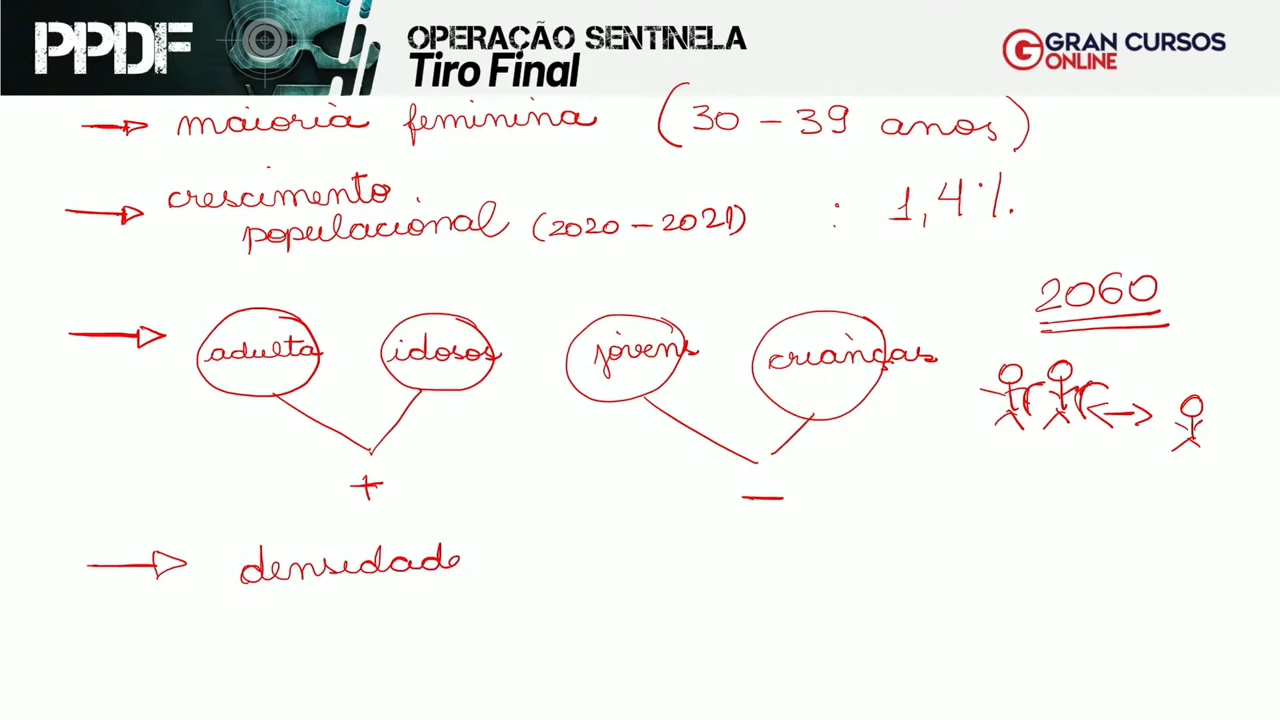 PPDF
OPERAÇÃO SENTINELA
Tiro Final
GRAN CURSOS
ONLINE
→ maioria feminina (30 - 39 anos)
→ crescimento
populacional (2020 - 2021) : 1,4%
2060
→ adulta idosos jovens crianças
+ -
→ densidade